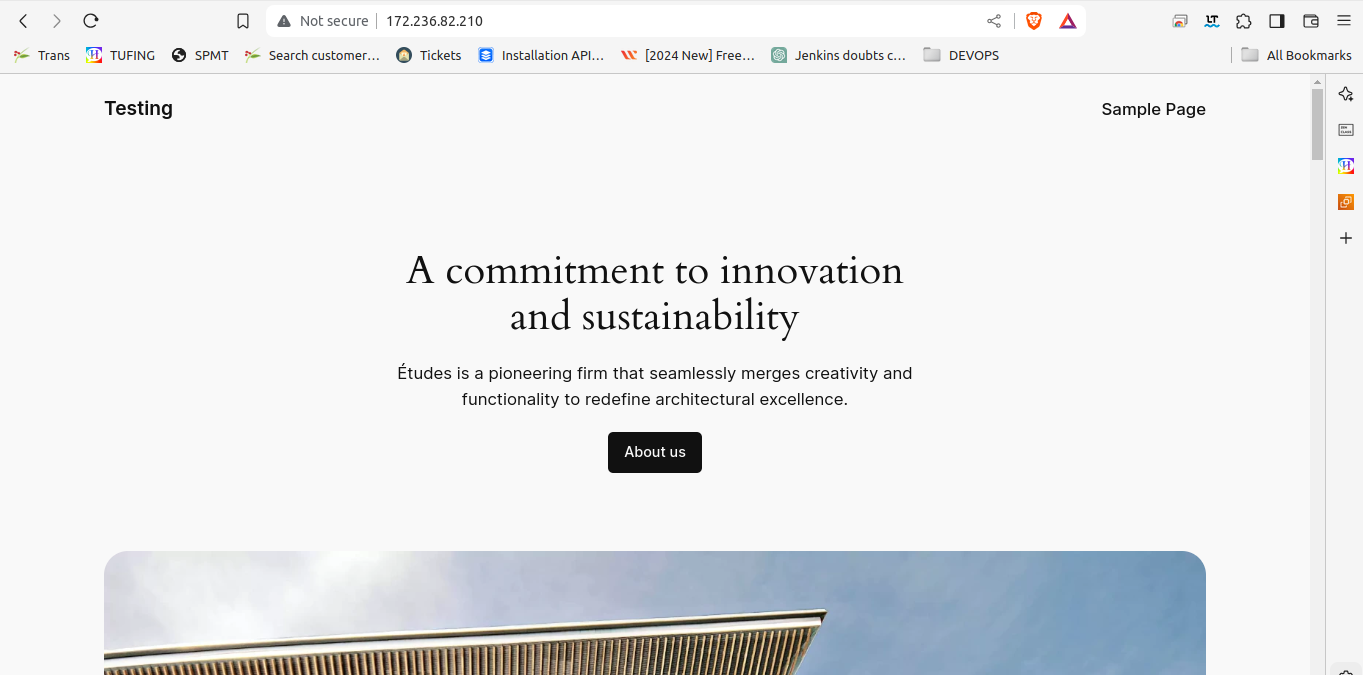 Not secure 172.236.82.210
Trans TUFING SPMT Search customer... Tickets Installation API... [2024 New] Free... Jenkins doubts c... DEVOPS All Bookmarks
Testing Sample Page
A commitment to innovation
and sustainability
Études is a pioneering firm that seamlessly merges creativity and
functionality to redefine architectural excellence.
About us